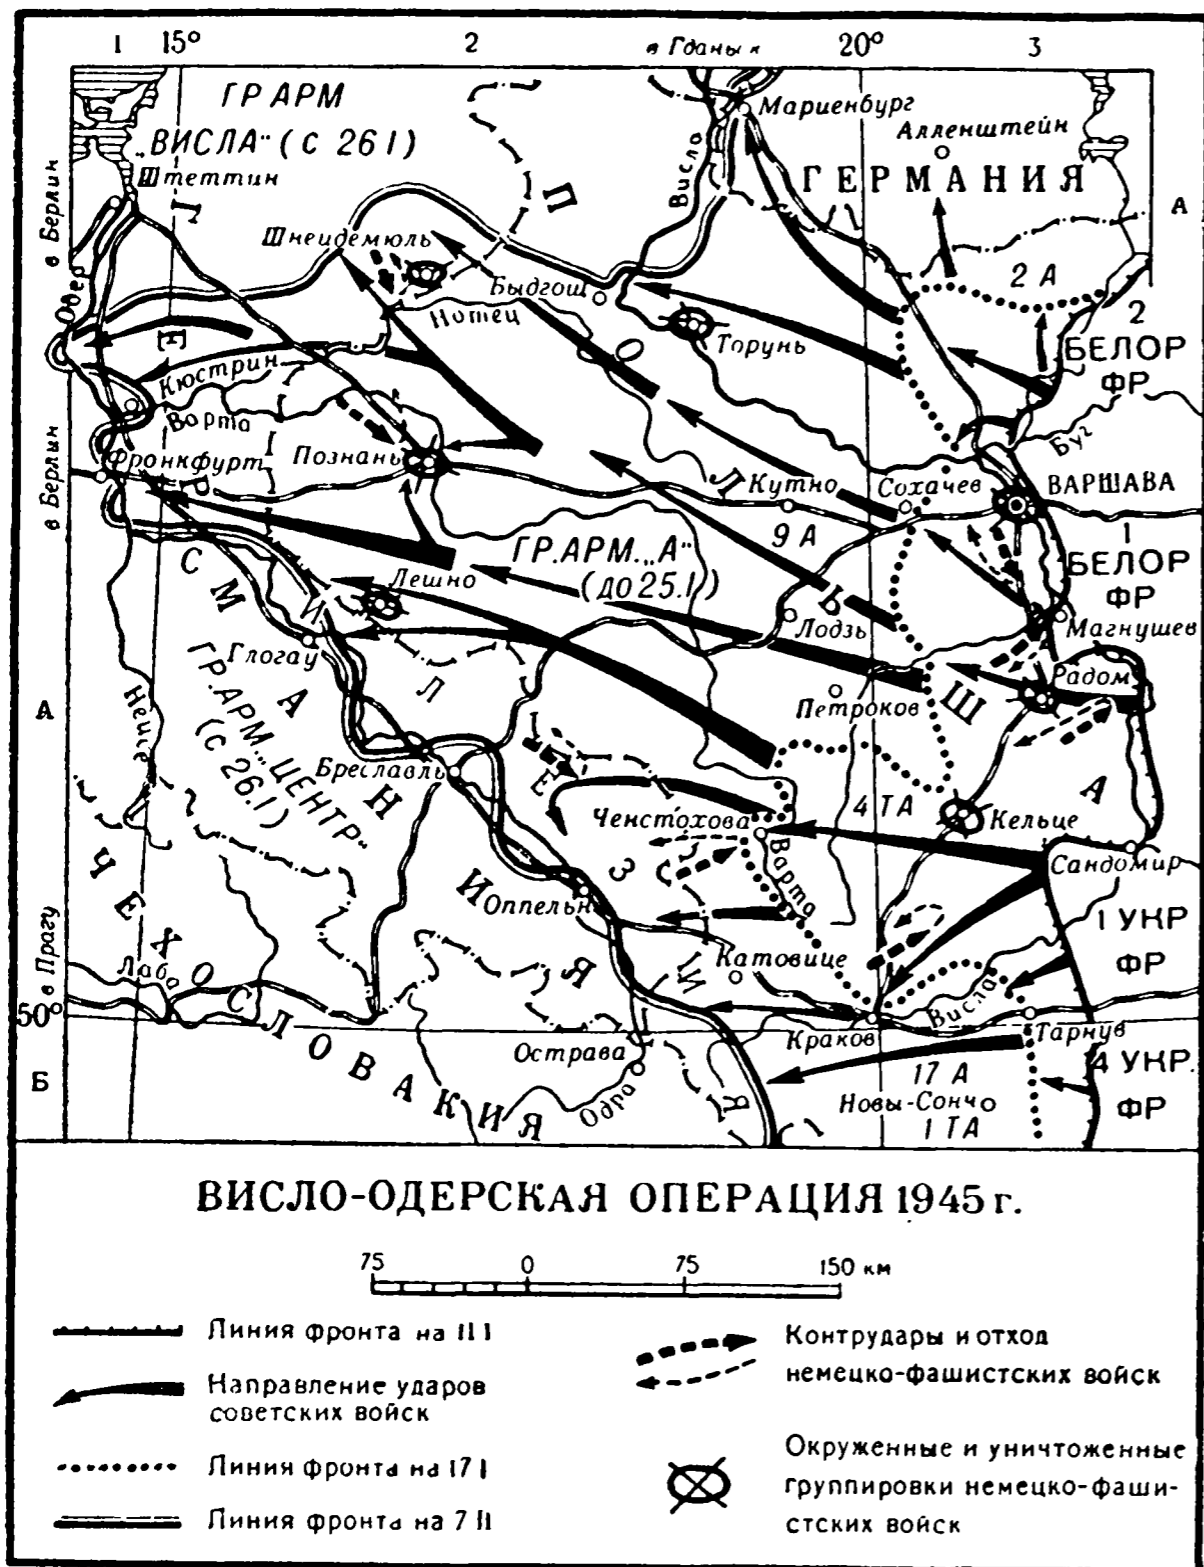 1 15° 2 в Гданьск 20° 3
ГР АРМ
„ВИСЛА“ (с 26 I)
Штеттин
в Берлин
Мариенбург
Алленштейн
ГЕРМАНИЯ
А
Висла
Шнейдемюль
Быдгощ
Нотец
Одер
2 А
2
БЕЛОР
ФР
Торунь
Кюстрин
Варта
Буг
в Берлин
Франкфурт
Познань
Кутно
Сохачев
ВАРШАВА
9 А
1
БЕЛОР
ФР
ГР.АРМ.„А“
(до 25.I)
Лешно
Лодзь
Магнушев
Глогау
Радом
Петроков
А
Нейсе
ГР.АРМ.„ЦЕНТР“
(с 26.I)
Бреславль
4 ТА
Ченстохова
Кельце
Варта
Сандомир
ПОЛЬША
СИЛЕЗИЯ
Оппельн
1 УКР
ФР
в Прагу
Лаба
Катовице
Висла
50°
Краков
Тарнув
Острава
Одра
17 А
4 УКР.
ФР
Б
Новы-Сонч
1 ТА
ЧЕХОСЛОВАКИЯ
ВИСЛО-ОДЕРСКАЯ ОПЕРАЦИЯ 1945 г.
75 0 75 150 км
Линия фронта на 11 I
Направление ударов
советских войск
Линия фронта на 17 I
Линия фронта на 7 II
Контрудары и отход
немецко-фашистских войск
Окруженные и уничтоженные
группировки немецко-фаши-
стских войск